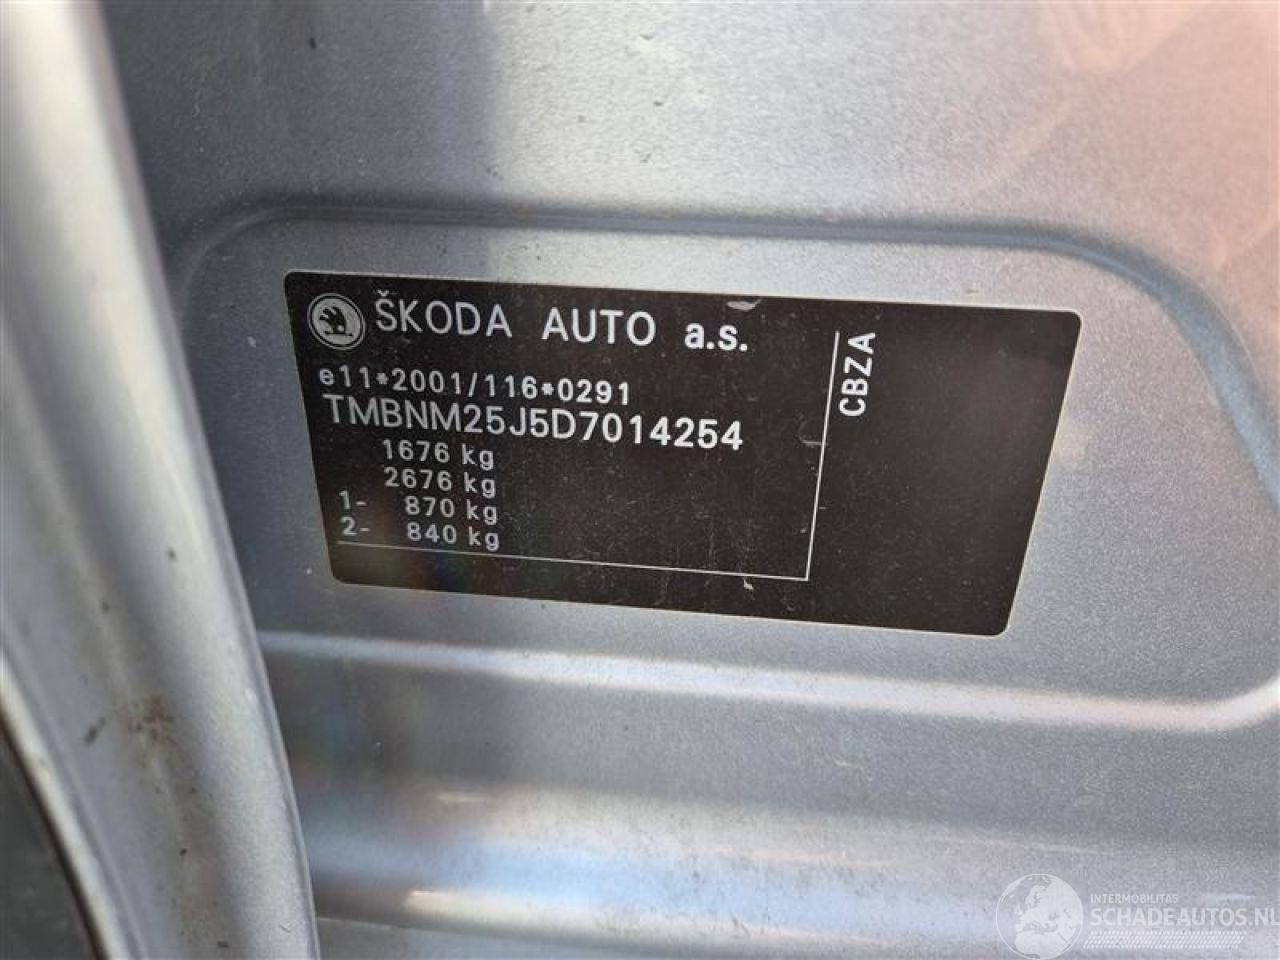 ŠKODA AUTO a.s.
e11*2001/116*0291
TMBNM25J5D7014254
1676 kg
2676 kg
1- 870 kg
2- 840 kg
CBZA
INTERMOBILITAS
SCHADEAUTOS.NL